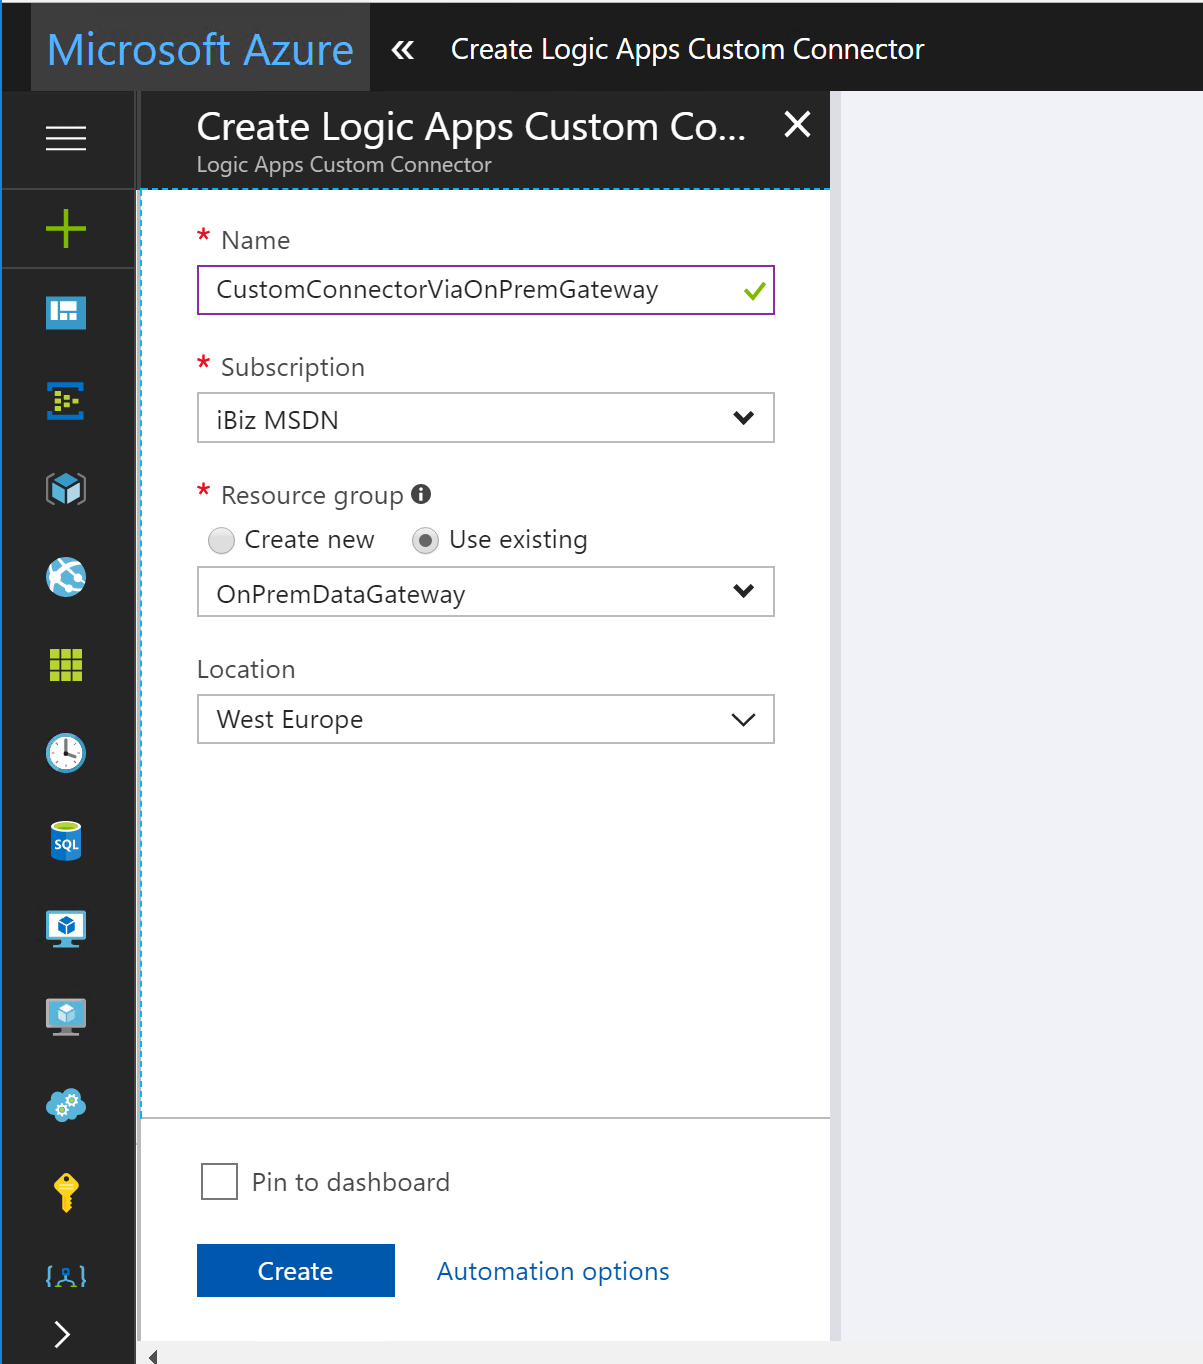 Microsoft Azure « Create Logic Apps Custom Connector
Create Logic Apps Custom Co...
Logic Apps Custom Connector
* Name
CustomConnectorViaOnPremGateway
* Subscription
iBiz MSDN
* Resource group
Create new Use existing
OnPremDataGateway
Location
West Europe
SQL
Pin to dashboard
Create Automation options